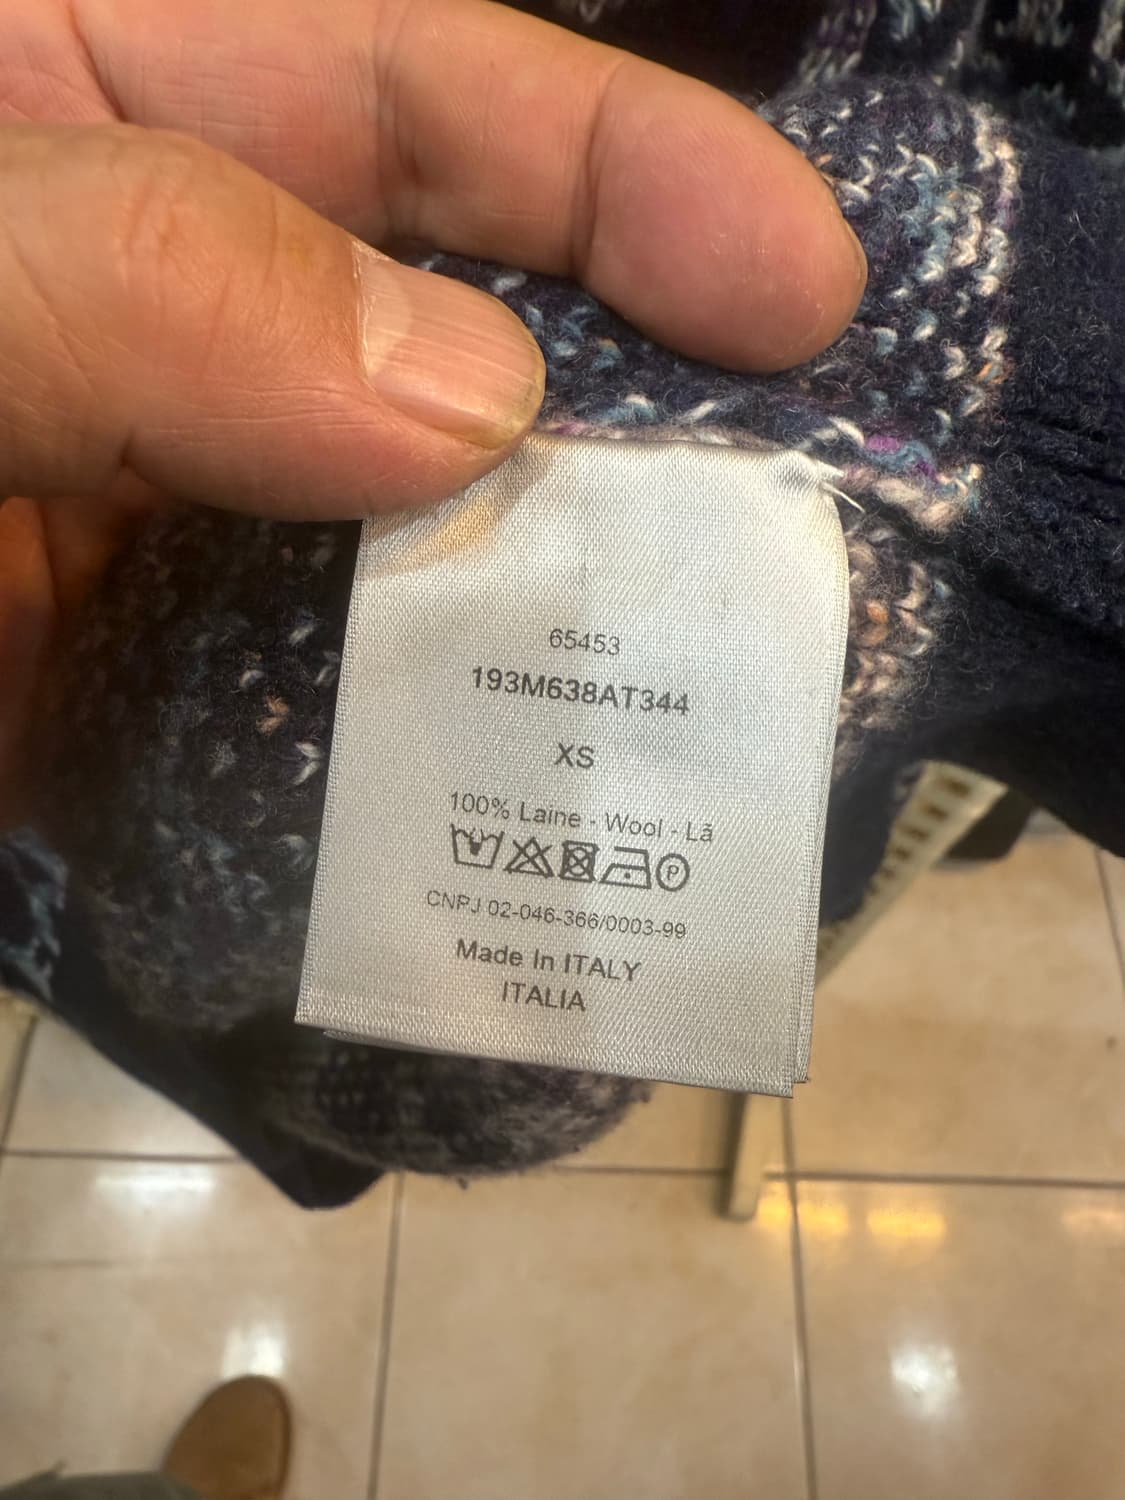 65453
193M638AT344
XS
100% Laine - Wool - Lã
P
CNPJ 02-046-366/0003-99
Made In ITALY
ITALIA